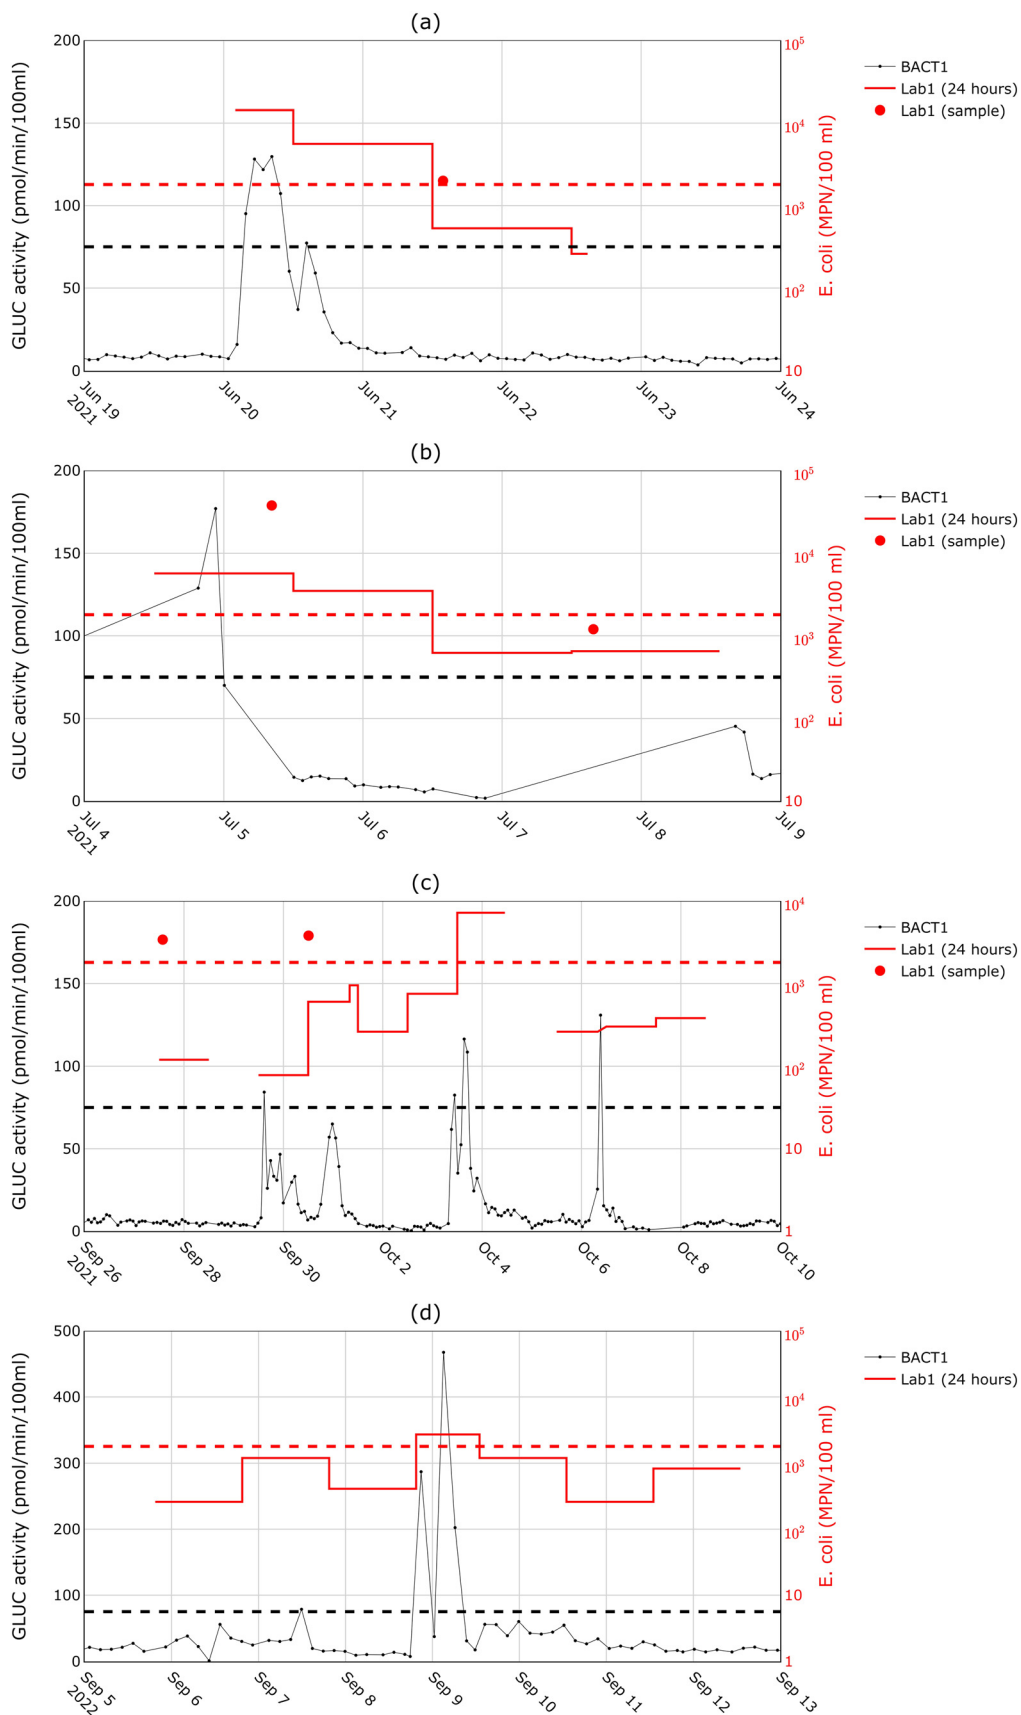 (a)
GLUC activity (pmol/min/100ml)
200
150
100
50
0
Jun 19
2021
Jun 20
Jun 21
Jun 22
Jun 23
Jun 24
10⁵
10⁴
10³
10²
10
E. coli (MPN/100 ml)
BACT1
Lab1 (24 hours)
Lab1 (sample)
(b)
GLUC activity (pmol/min/100ml)
200
150
100
50
0
Jul 4
2021
Jul 5
Jul 6
Jul 7
Jul 8
Jul 9
10⁵
10⁴
10³
10²
10
E. coli (MPN/100 ml)
BACT1
Lab1 (24 hours)
Lab1 (sample)
(c)
GLUC activity (pmol/min/100ml)
200
150
100
50
0
Sep 26
2021
Sep 28
Sep 30
Oct 2
Oct 4
Oct 6
Oct 8
Oct 10
10⁴
10³
10²
10
1
E. coli (MPN/100 ml)
BACT1
Lab1 (24 hours)
Lab1 (sample)
(d)
GLUC activity (pmol/min/100ml)
500
400
300
200
100
0
Sep 5
2022
Sep 6
Sep 7
Sep 8
Sep 9
Sep 10
Sep 11
Sep 12
Sep 13
10⁵
10⁴
10³
10²
10
1
E. coli (MPN/100 ml)
BACT1
Lab1 (24 hours)